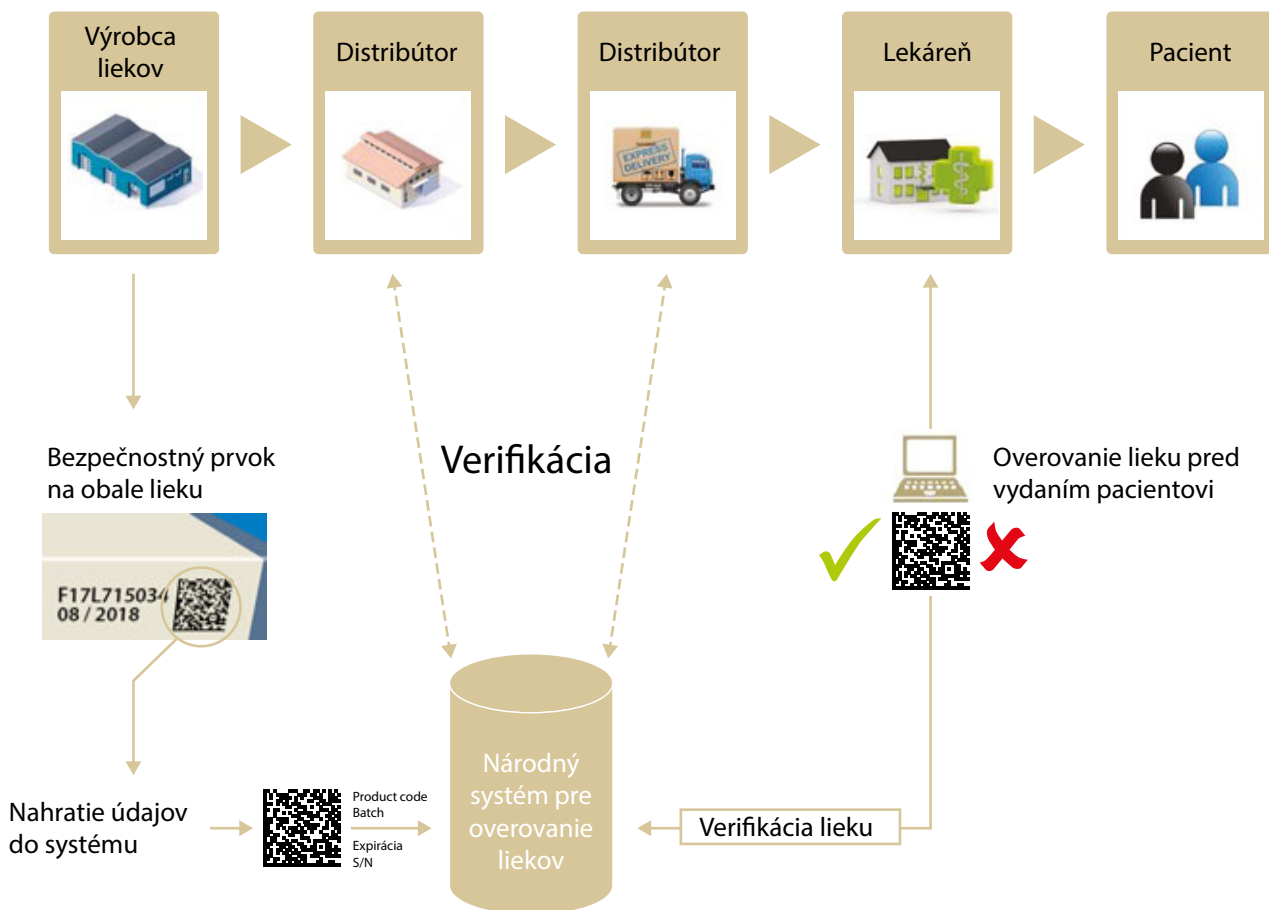 Výrobca
liekov
Distribútor
Distribútor
Lekáreň
Pacient
EXPRESS
DELIVERY
Verifikácia
Bezpečnostný prvok
na obale lieku
Overovanie lieku pred
vydaním pacientovi
F17L715034
08 / 2018
Nahratie údajov
do systému
Product code
Batch
Expirácia
S/N
Národný
systém pre
overovanie
liekov
Verifikácia lieku